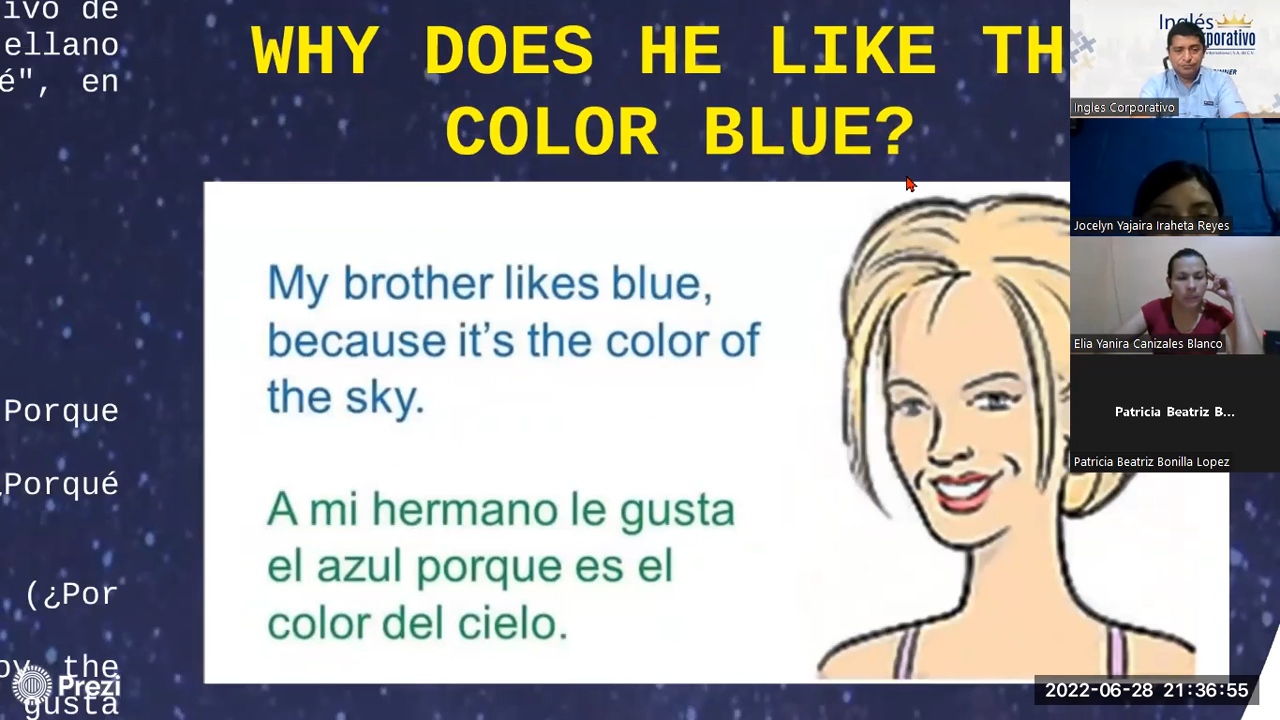 ivo de
ellano
é", en
WHY DOES HE LIKE TH
COLOR BLUE?
My brother likes blue,
because it's the color of
the sky.
A mi hermano le gusta
el azul porque es el
color del cielo.
Porque
Porqué
(¿Por
the
gusta
Prezi
Inglés
Ingles Corporativo
Jocelyn Yajaira Iraheta Reyes
Elia Yanira Canizales Blanco
Patricia Beatriz B...
Patricia Beatriz Bonilla Lopez
2022-06-28 21:36:55